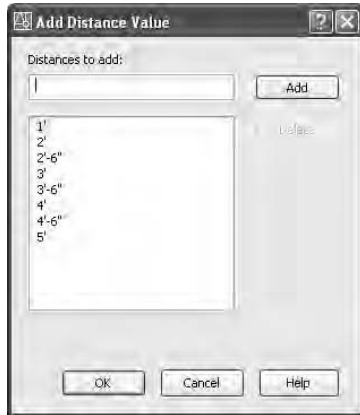 Add Distance Value
Distances to add:
Add
Delete
1'
2'
2'-6"
3'
3'-6"
4'
4'-6"
5'
OK
Cancel
Help